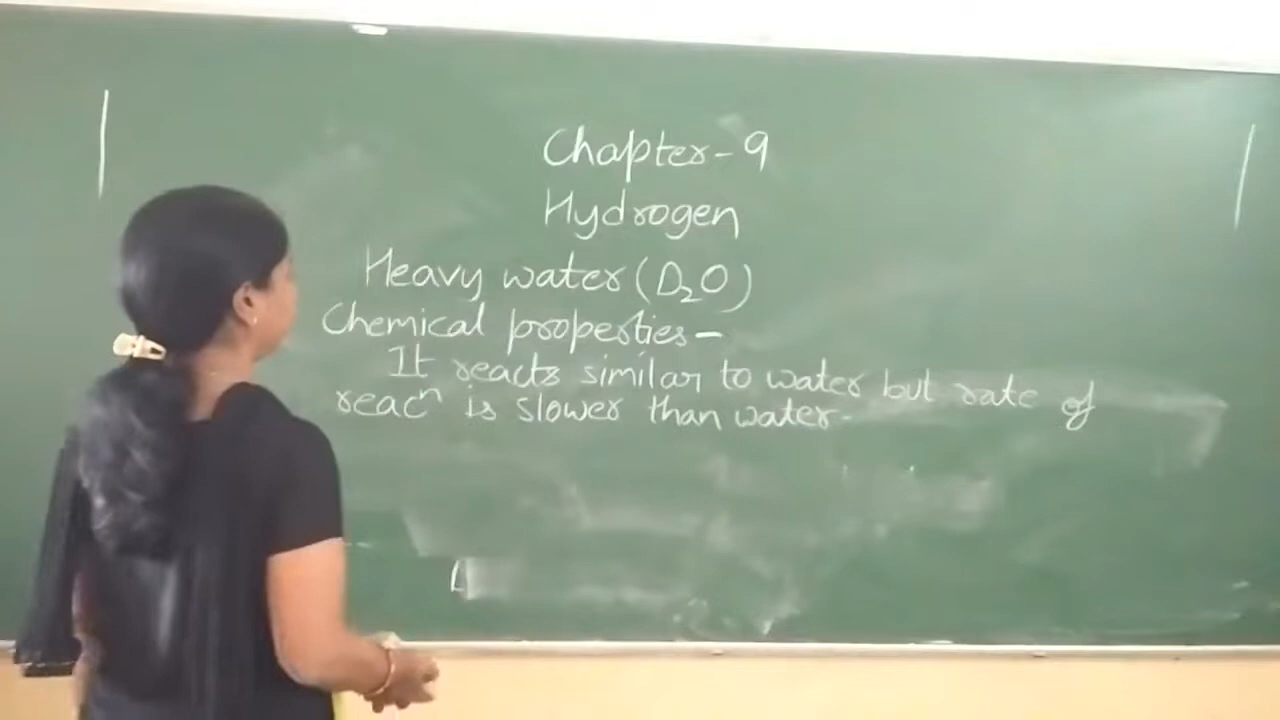 Chapter-9
Hydrogen
Heavy water (D₂O)
Chemical properties-
It reacts similar to water but rate of
reacⁿ is slower than water.